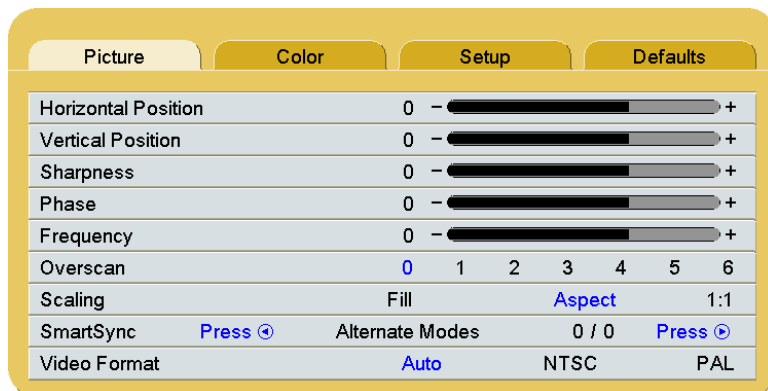 Picture Color Setup Defaults
Horizontal Position 0 - +
Vertical Position 0 - +
Sharpness 0 - +
Phase 0 - +
Frequency 0 - +
Overscan 0 1 2 3 4 5 6
Scaling Fill Aspect 1:1
SmartSync Press Alternate Modes 0 / 0 Press
Video Format Auto NTSC PAL